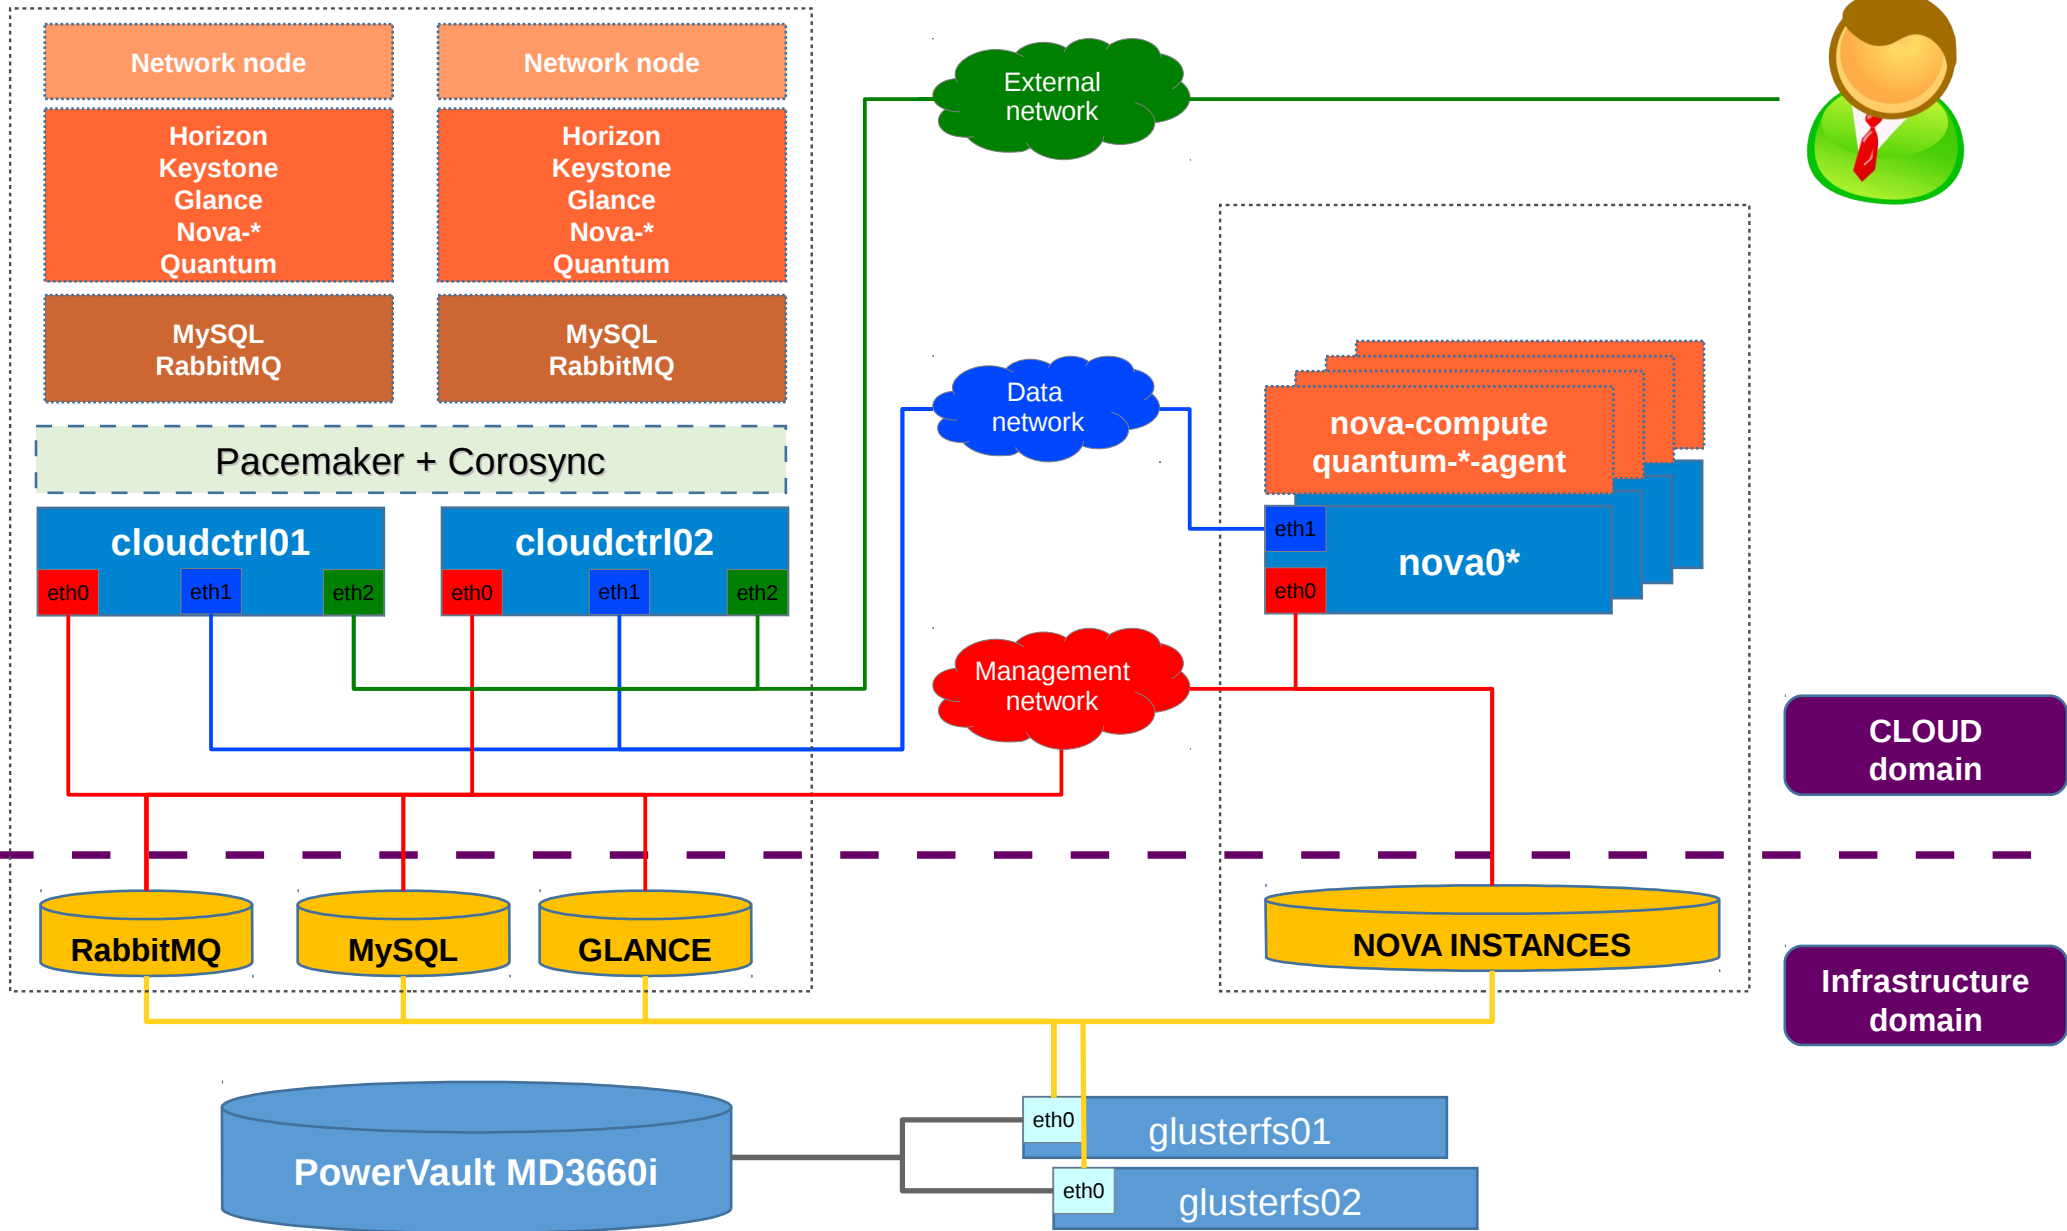 Network node
Horizon
Keystone
Glance
Nova-*
Quantum
MySQL
RabbitMQ
Network node
Horizon
Keystone
Glance
Nova-*
Quantum
MySQL
RabbitMQ
Pacemaker + Corosync
cloudctrl01
eth0
eth1
eth2
cloudctrl02
eth0
eth1
eth2
External
network
Data
network
Management
network
nova-compute
quantum-*-agent
eth1
nova0*
eth0
CLOUD
domain
RabbitMQ
MySQL
GLANCE
NOVA INSTANCES
Infrastructure
domain
PowerVault MD3660i
eth0
glusterfs01
eth0
glusterfs02